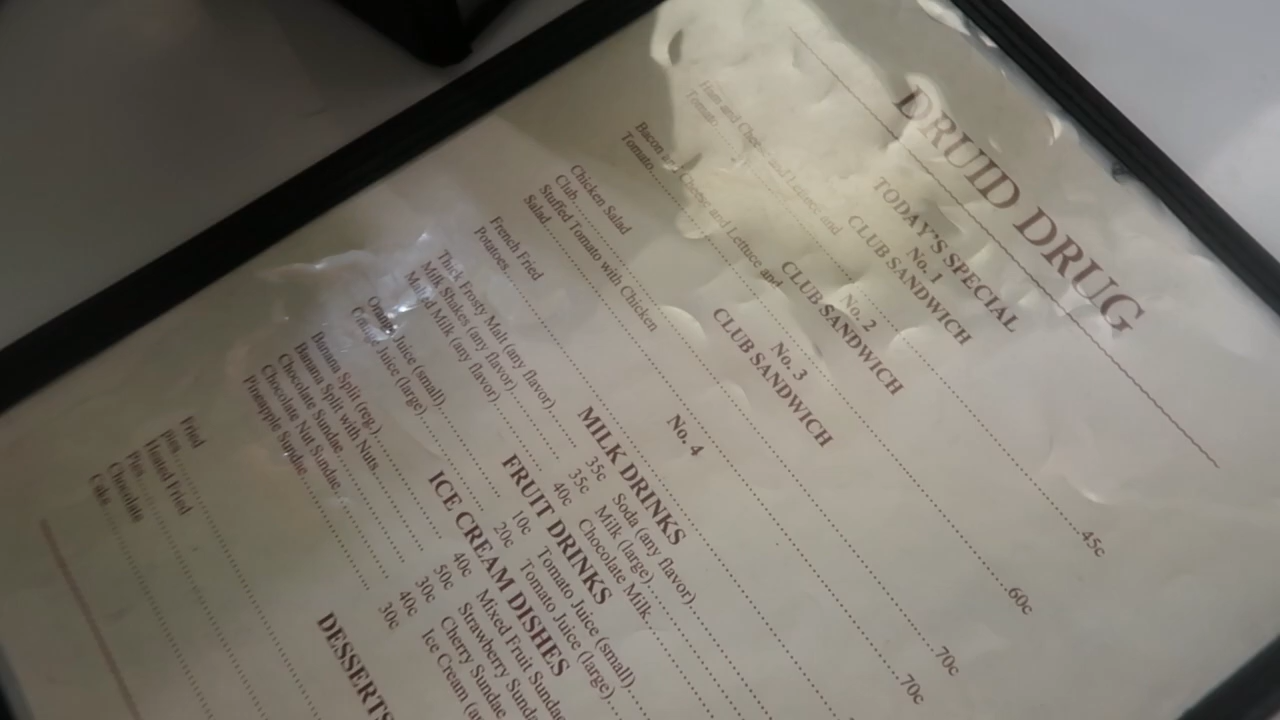 DRUID DRUG
TODAY'S SPECIAL
No. 1
CLUB SANDWICH
Ham and Cheese and Lettuce and
Tomato 45c
No. 2
CLUB SANDWICH
Bacon and Cheese and Lettuce and
Tomato 60c
No. 3
CLUB SANDWICH
Chicken Salad
Club 70c
Stuffed Tomato with Chicken
Salad 70c
No. 4
French Fried
Potatoes
MILK DRINKS
Thick Frosty Malt (any flavor) 35c Soda (any flavor)
Milk Shakes (any flavor) 35c Milk (large)
Malted Milk (any flavor) 40c Chocolate Milk
FRUIT DRINKS
Orange Juice (small) 10c Tomato Juice (small)
Juice (large) 20c Tomato Juice (large)
ICE CREAM DISHES
Banana Split (reg.) 40c Mixed Fruit Sunda
Banana Split with Nuts 50c Strawberry Sund
Chocolate Sundae 30c Cherry Sundae
Chocolate Nut Sundae 40c Ice Cream (a
Pineapple Sundae 30c
DESSERTS
Fried
Pies
Heated Fried
Pies
Chocolate
Cake